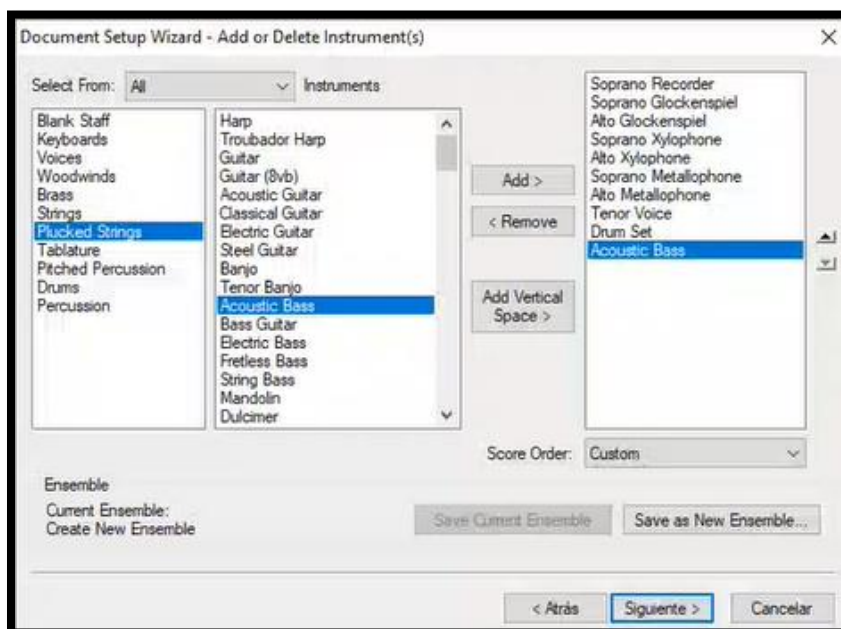 Document Setup Wizard - Add or Delete Instrument(s)
Select From: All Instruments
Blank Staff
Keyboards
Voices
Woodwinds
Brass
Strings
Plucked Strings
Tablature
Pitched Percussion
Drums
Percussion
Harp
Troubador Harp
Guitar
Guitar (8vb)
Acoustic Guitar
Classical Guitar
Electric Guitar
Steel Guitar
Banjo
Tenor Banjo
Acoustic Bass
Bass Guitar
Electric Bass
Fretless Bass
String Bass
Mandolin
Dulcimer
Add >
< Remove
Add Vertical
Space >
Soprano Recorder
Soprano Glockenspiel
Alto Glockenspiel
Soprano Xylophone
Alto Xylophone
Soprano Metallophone
Alto Metallophone
Tenor Voice
Drum Set
Acoustic Bass
Score Order: Custom
Ensemble
Current Ensemble:
Create New Ensemble
Save Current Ensemble
Save as New Ensemble...
< Atrás
Siguiente >
Cancelar